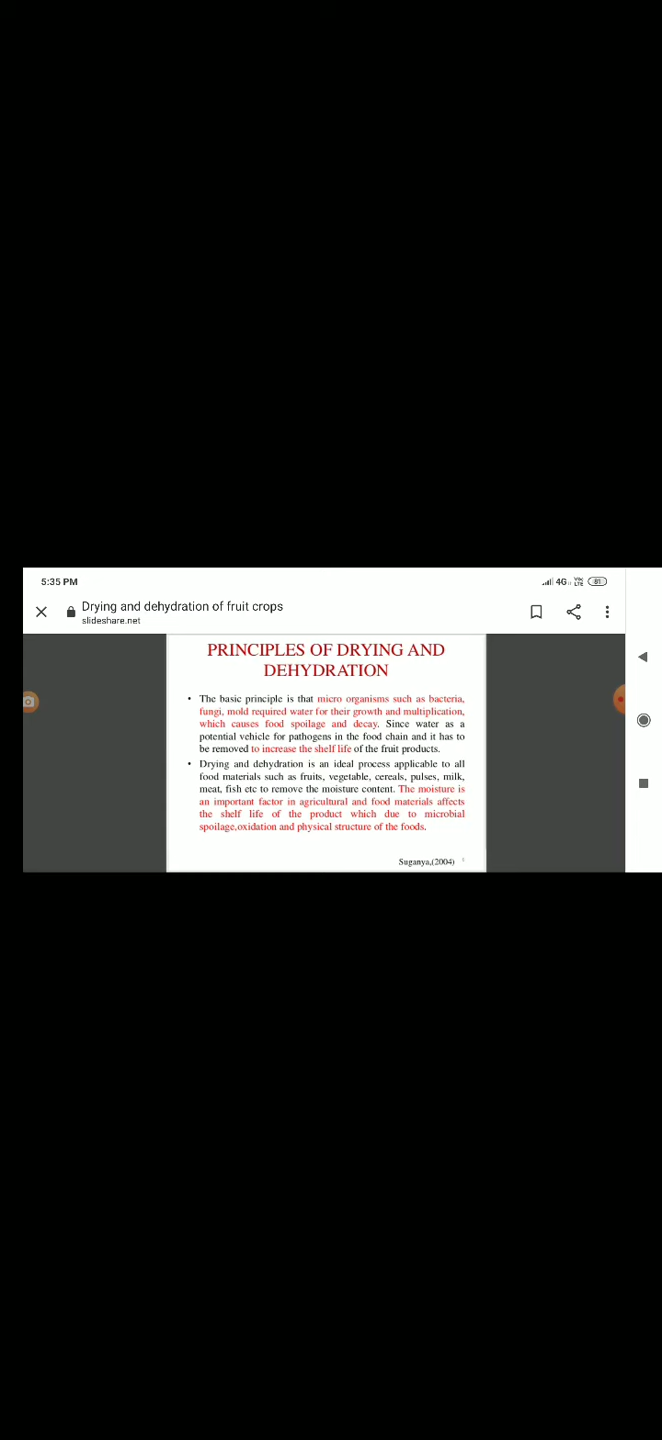 5:35 PM
4G
Vo
LTE
81
Drying and dehydration of fruit crops
slideshare.net
PRINCIPLES OF DRYING AND
DEHYDRATION
• The basic principle is that micro organisms such as bacteria,
fungi, mold required water for their growth and multiplication,
which causes food spoilage and decay. Since water as a
potential vehicle for pathogens in the food chain and it has to
be removed to increase the shelf life of the fruit products.
• Drying and dehydration is an ideal process applicable to all
food materials such as fruits, vegetable, cereals, pulses, milk,
meat, fish etc to remove the moisture content. The moisture is
an important factor in agricultural and food materials affects
the shelf life of the product which due to microbial
spoilage,oxidation and physical structure of the foods.
Suganya,(2004)